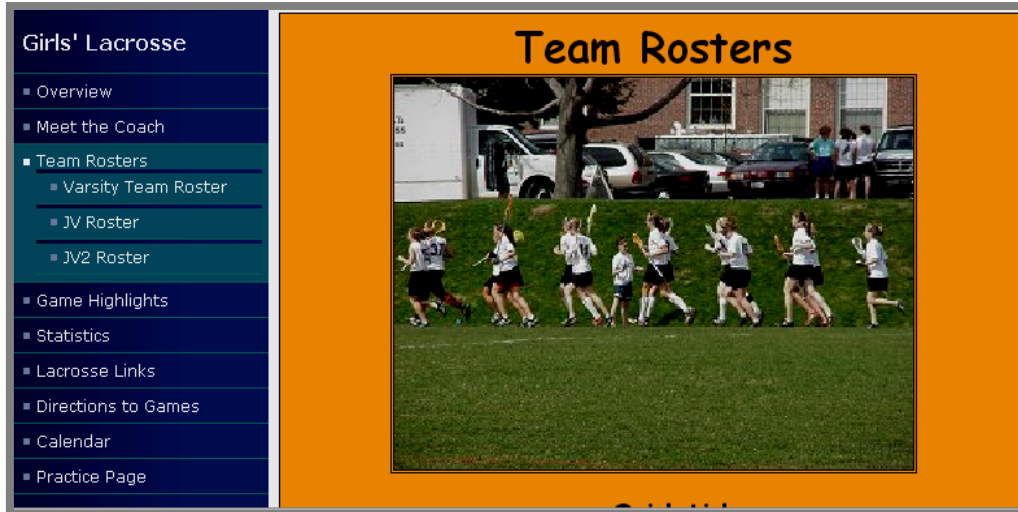 Girls' Lacrosse
Overview
Meet the Coach
Team Rosters
Varsity Team Roster
JV Roster
JV2 Roster
Game Highlights
Statistics
Lacrosse Links
Directions to Games
Calendar
Practice Page
Team Rosters